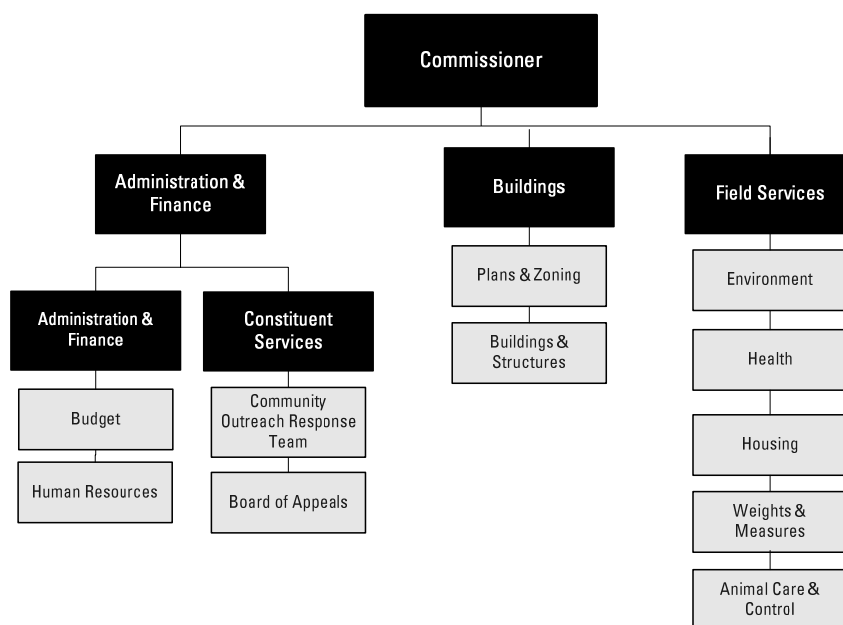 Commissioner
Administration &
Finance
Buildings
Field Services
Administration &
Finance
Constituent
Services
Plans & Zoning
Buildings &
Structures
Environment
Health
Housing
Weights &
Measures
Animal Care &
Control
Budget
Human Resources
Community
Outreach Response
Team
Board of Appeals